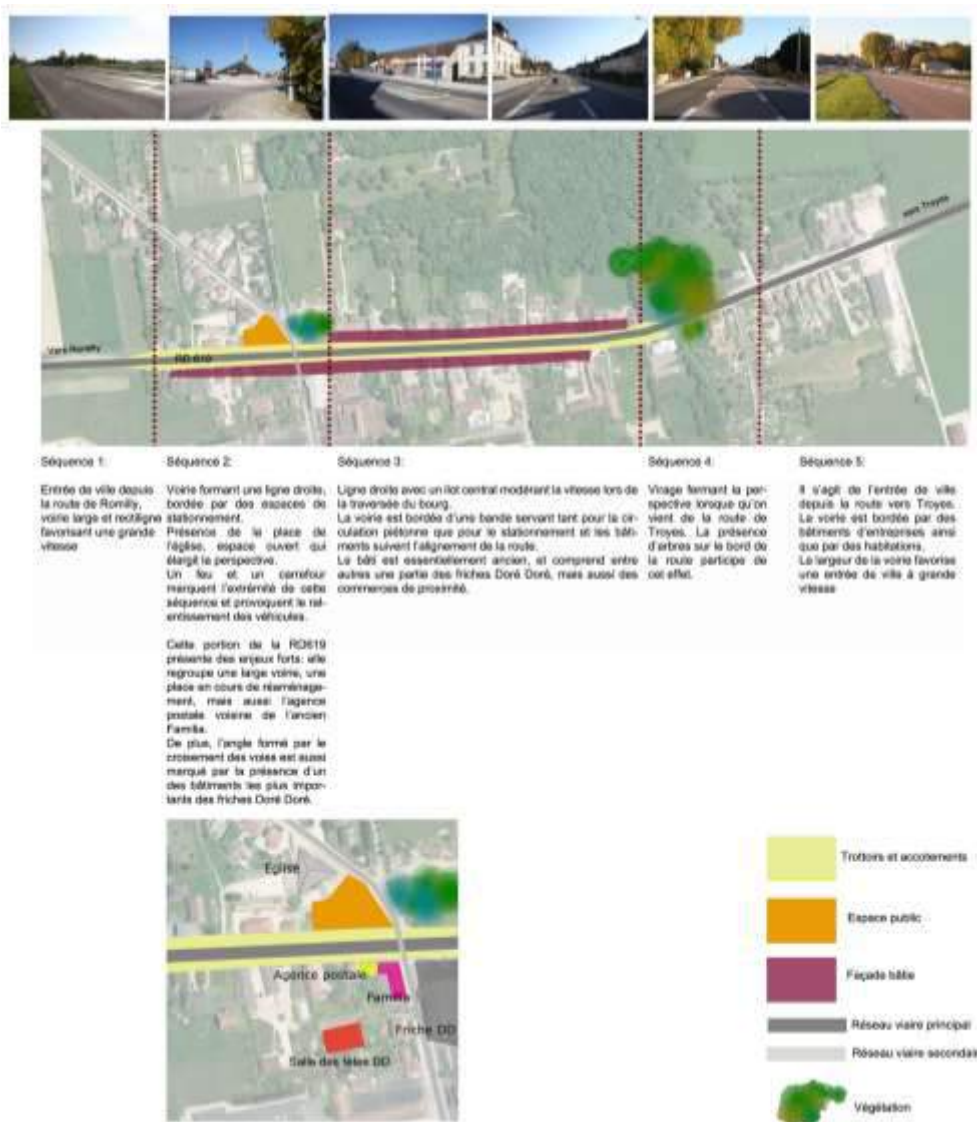 Vers Romilly
RD 619
vers Troyes
Séquence 1:
Entrée de ville depuis
la route de Romilly,
voirie large et rectiligne
favorisant une grande
vitesse
Séquence 2:
Voirie formant une ligne droite,
bordée par des espaces de
stationnement.
Présence de la place de
l'église, espace ouvert qui
élargit la perspective.
Un feu et un carrefour
marquent l'extrémité de cette
séquence et provoquent le ral-
entissement des véhicules.
Cette portion de la RD619
présente des enjeux forts: elle
regroupe une large voirie, une
place en cours de réaménage-
ment, mais aussi l'agence
postale voisine de l'ancien
Familia.
De plus, l'angle formé par le
croisement des voies est aussi
marqué par la présence d'un
des bâtiments les plus impor-
tants des friches Doré Doré.
Séquence 3:
Ligne droite avec un îlot central modérant la vitesse lors de
la traversée du bourg.
La voirie est bordée d'une bande servant tant pour la cir-
culation piétonne que pour le stationnement et les bâti-
ments suivent l'alignement de la route.
Le bâti est essentiellement ancien, et comprend entre
autres une partie des friches Doré Doré, mais aussi des
commerces de proximité.
Séquence 4:
Virage fermant la per-
spective lorsqu'on
vient de la route de
Troyes. La présence
d'arbres sur le bord de
la route participe de
cet effet.
Séquence 5:
Il s'agit de l'entrée de ville
depuis la route vers Troyes.
La voirie est bordée par des
bâtiments d'entreprises ainsi
que par des habitations.
La largeur de la voirie favorise
une entrée de ville à grande
vitesse
Eglise
Agence postale
Familia
Friche DD
Salle des fêtes DD
Trottoirs et accotements
Espace public
Façade bâtie
Réseau viaire principal
Réseau viaire secondai
Végétation